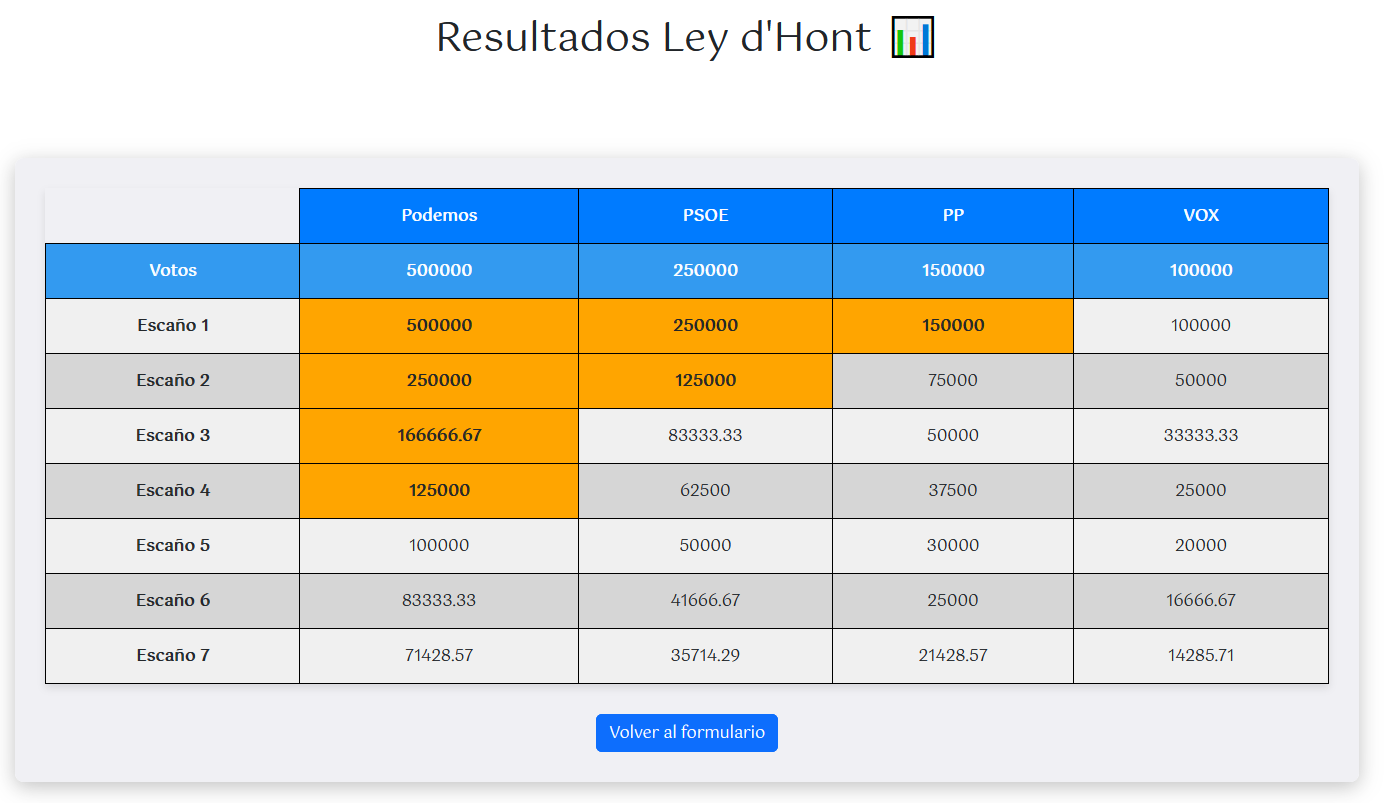 Resultados Ley d'Hont
Podemos PSOE PP VOX
Votos 500000 250000 150000 100000
Escaño 1 500000 250000 150000 100000
Escaño 2 250000 125000 75000 50000
Escaño 3 166666.67 83333.33 50000 33333.33
Escaño 4 125000 62500 37500 25000
Escaño 5 100000 50000 30000 20000
Escaño 6 83333.33 41666.67 25000 16666.67
Escaño 7 71428.57 35714.29 21428.57 14285.71
Volver al formulario